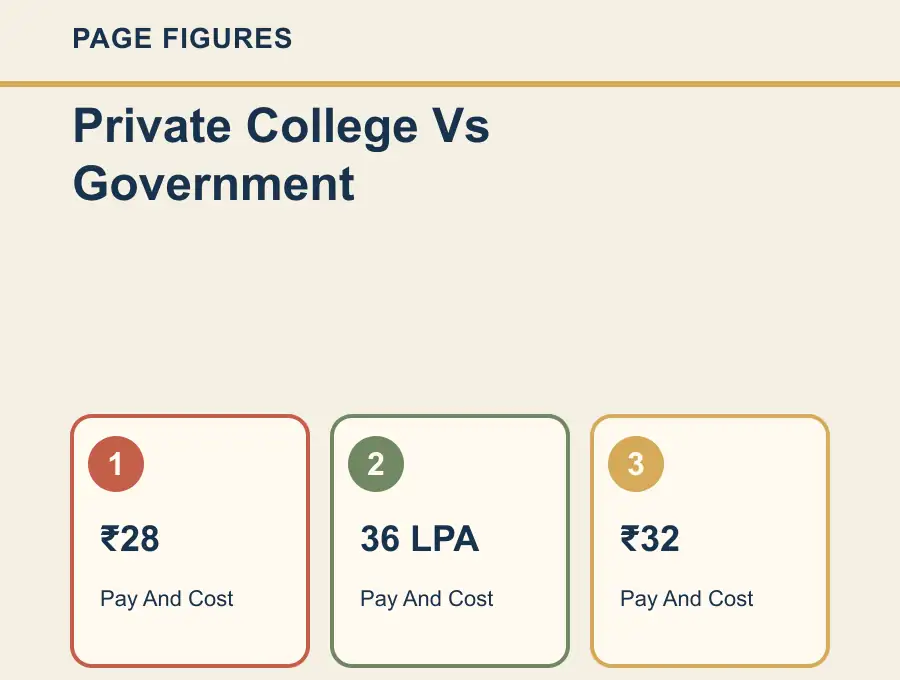 PAGE FIGURES
Private College Vs
Government
1
2
3
₹28
36 LPA
₹32
Pay And Cost
Pay And Cost
Pay And Cost